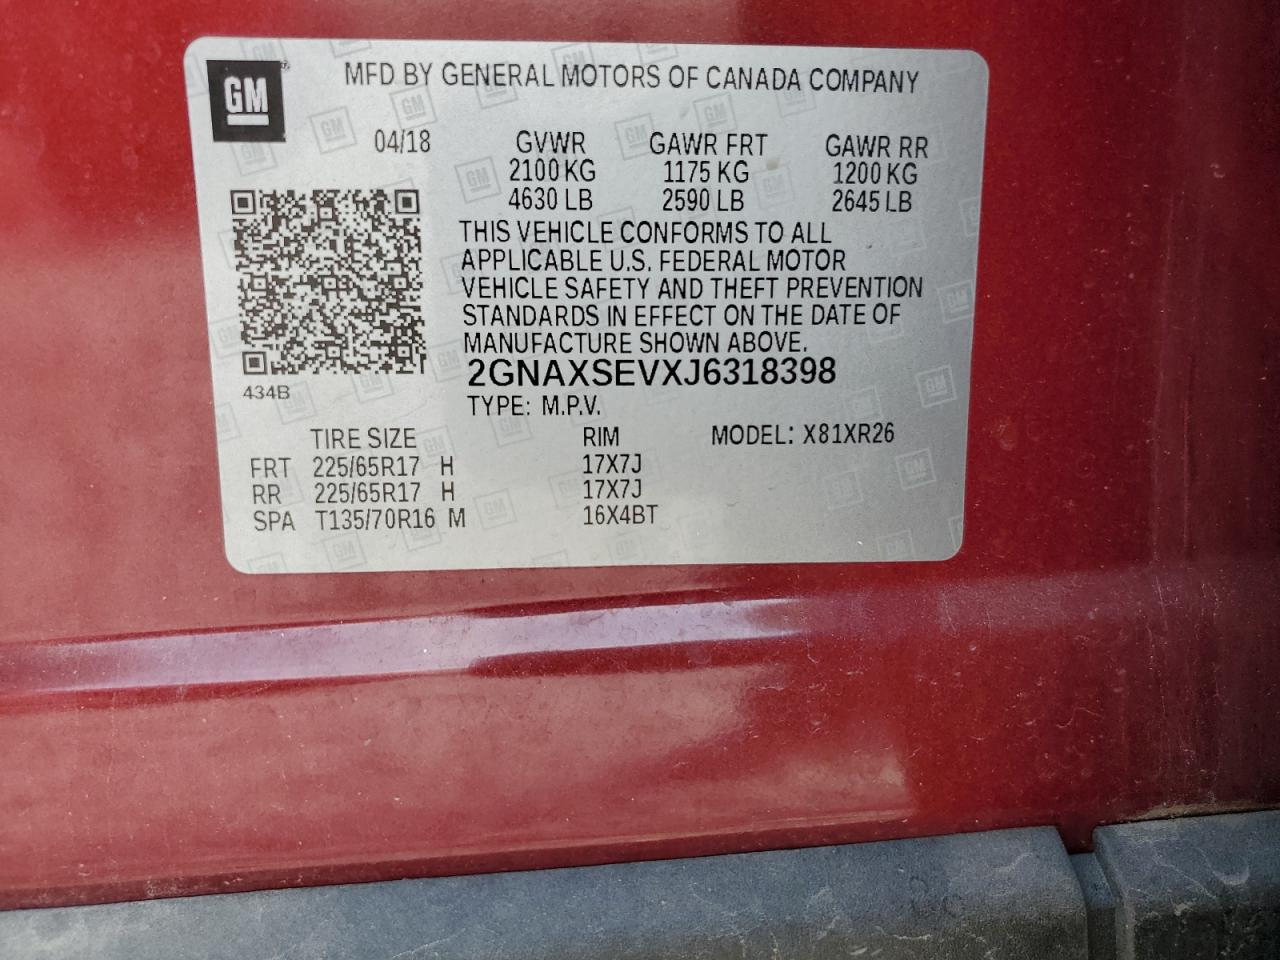 GM
MFD BY GENERAL MOTORS OF CANADA COMPANY
04/18 GVWR GAWR FRT GAWR RR
2100 KG 1175 KG 1200 KG
4630 LB 2590 LB 2645 LB
THIS VEHICLE CONFORMS TO ALL
APPLICABLE U.S. FEDERAL MOTOR
VEHICLE SAFETY AND THEFT PREVENTION
STANDARDS IN EFFECT ON THE DATE OF
MANUFACTURE SHOWN ABOVE.
434B
2GNAXSEVXJ6318398
TYPE: M.P.V.
TIRE SIZE RIM MODEL: X81XR26
FRT 225/65R17 H 17X7J
RR 225/65R17 H 17X7J
SPA T135/70R16 M 16X4BT